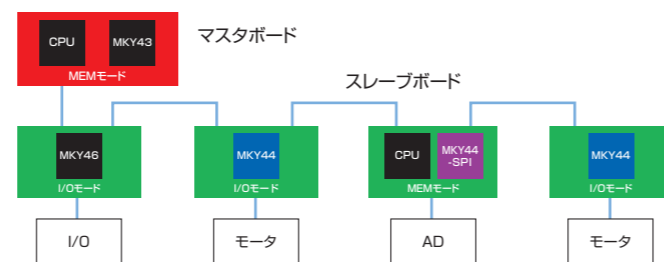 CPU
MKY43
MEMモード
マスタボード
スレーブボード
MKY46
I/Oモード
MKY44
I/Oモード
CPU
MKY44
-SPI
MEMモード
MKY44
I/Oモード
I/O
モータ
AD
モータ